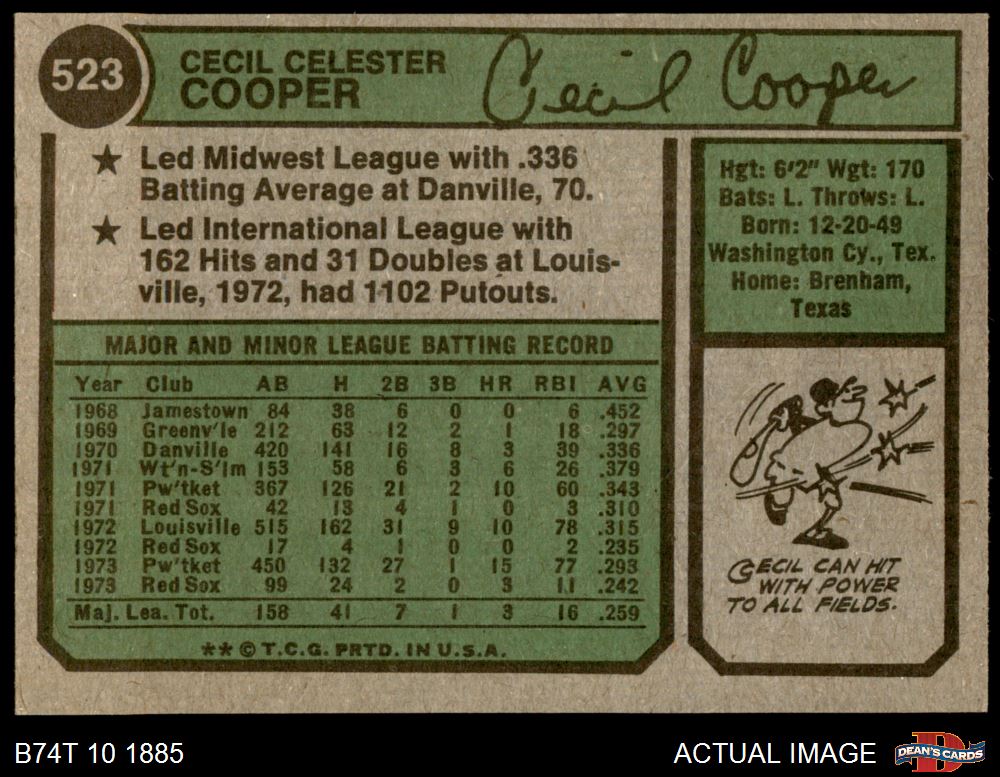 523
CECIL CELESTER
COOPER
Cecil Cooper
★ Led Midwest League with .336
Batting Average at Danville, 70.
★ Led International League with
162 Hits and 31 Doubles at Louis-
ville, 1972, had 1102 Putouts.
Hgt: 6'2" Wgt: 170
Bats: L. Throws: L.
Born: 12-20-49
Washington Cy., Tex.
Home: Brenham,
Texas
MAJOR AND MINOR LEAGUE BATTING RECORD
Year Club AB H 2B 3B HR RBI AVG
1968 Jamestown 84 38 6 0 0 6 .452
1969 Greenv'le 212 63 12 2 1 18 .297
1970 Danville 420 141 16 8 3 39 .336
1971 Wt'n-S'lm 153 58 6 3 6 26 .379
1971 Pw'tket 367 126 21 2 10 60 .343
1971 Red Sox 42 13 4 1 0 3 .310
1972 Louisville 515 162 31 9 10 78 .315
1972 Red Sox 17 4 1 0 0 2 .235
1973 Pw'tket 450 132 27 1 15 77 .293
1973 Red Sox 99 24 2 0 3 11 .242
Maj. Lea. Tot. 158 41 7 1 3 16 .259
** © T.C.G. PRTD. IN U.S.A.
CECIL CAN HIT
WITH POWER
TO ALL FIELDS.
B74T 10 1885
ACTUAL IMAGE
D
DEAN'S CARDS